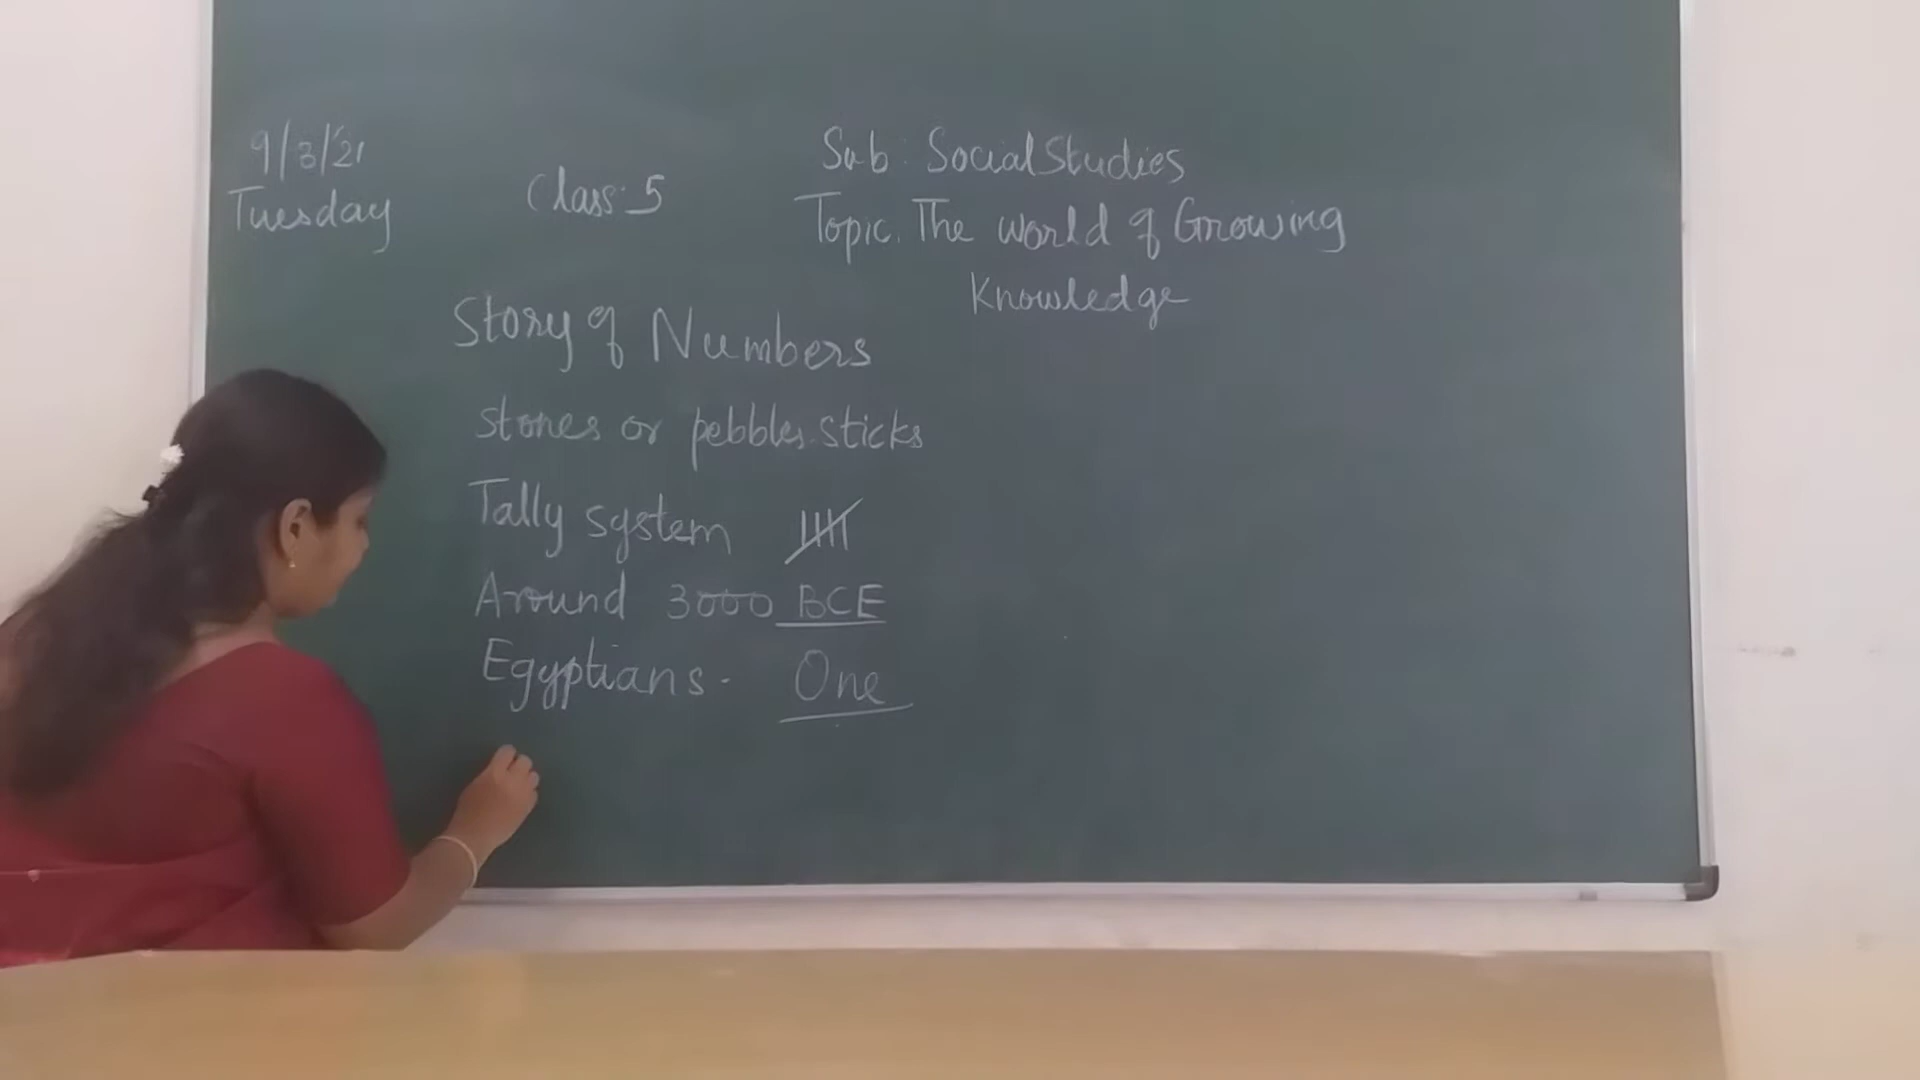 9/3/'21
Tuesday
Class: 5
Sub: Social Studies
Topic. The world of Growing
Knowledge
Story of Numbers
stones or pebbles. sticks
Tally system
Around 3000 BCE
Egyptians - One